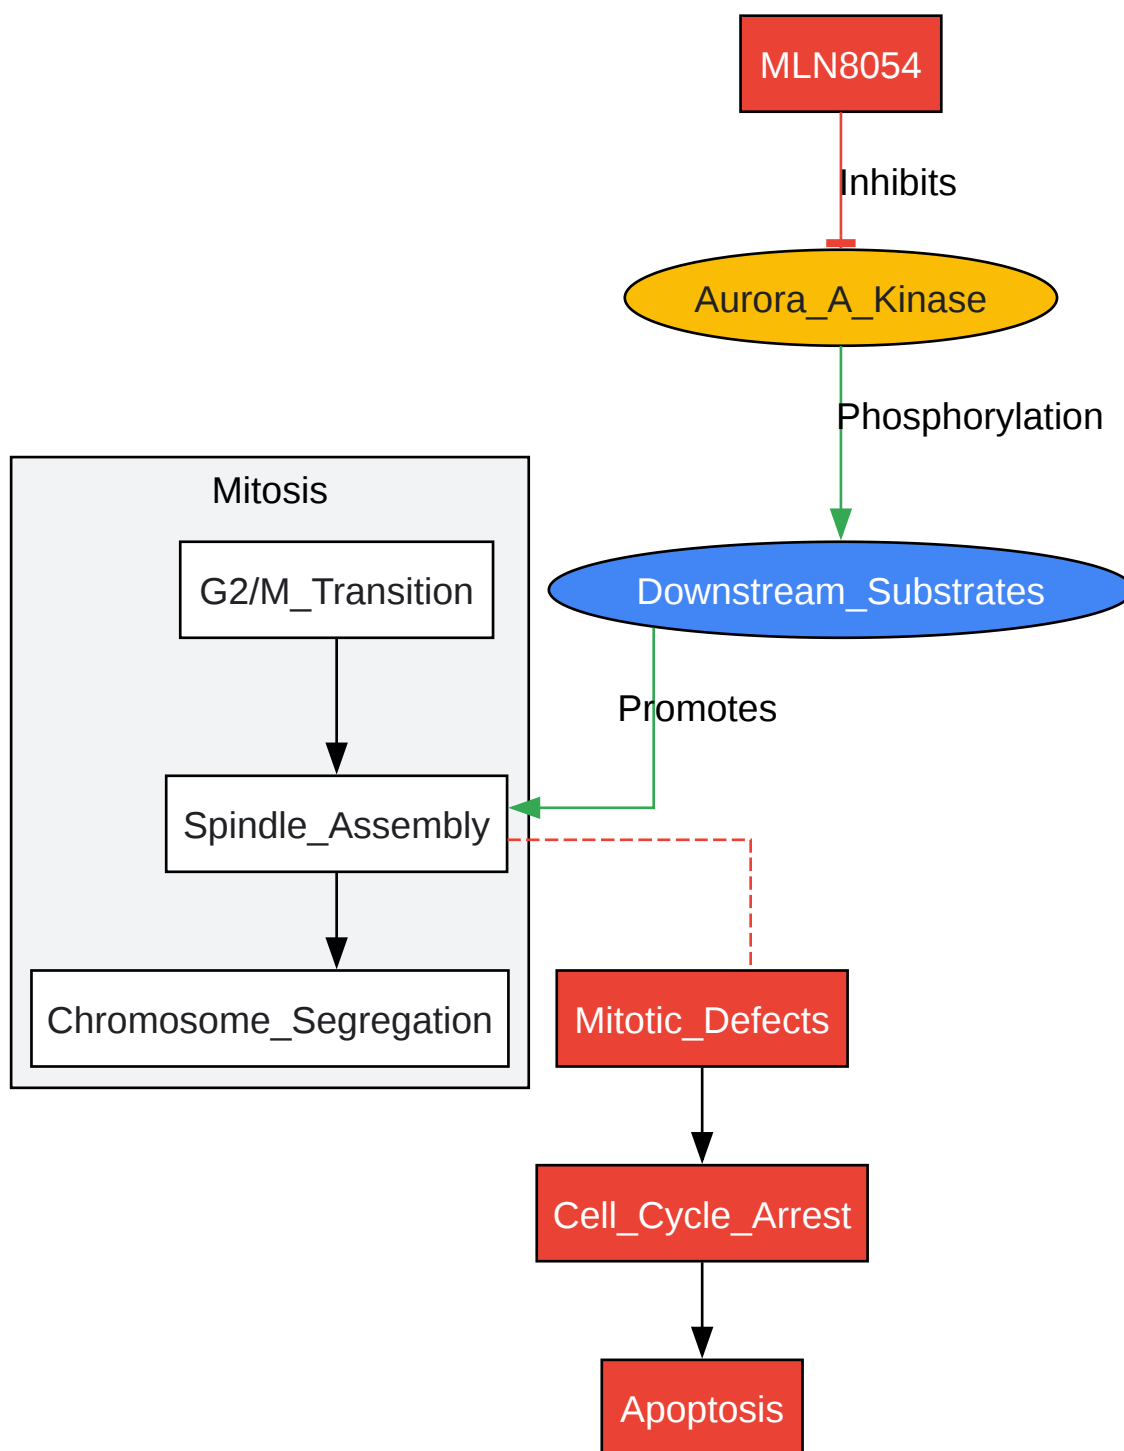 MLN8054
Inhibits
Aurora_A_Kinase
Phosphorylation
Mitosis
G2/M_Transition
Downstream_Substrates
Promotes
Spindle_Assembly
Chromosome_Segregation
Mitotic_Defects
Cell_Cycle_Arrest
Apoptosis